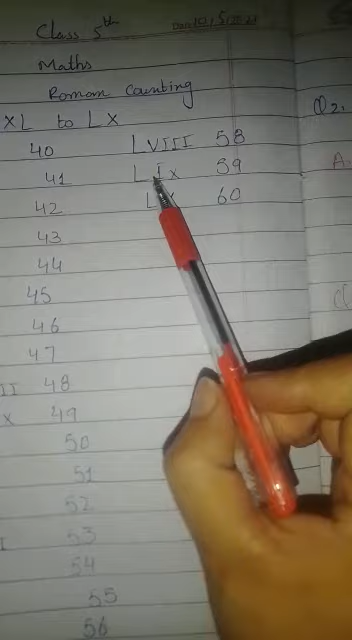 Class 5th
Maths
Roman Counting
XL to LX
40 LVIII 58
41 LIX 59
42 L 60
43
44
45
46
47
II 48
X 49
50
51
52
I 53
54
55
56
Q2.